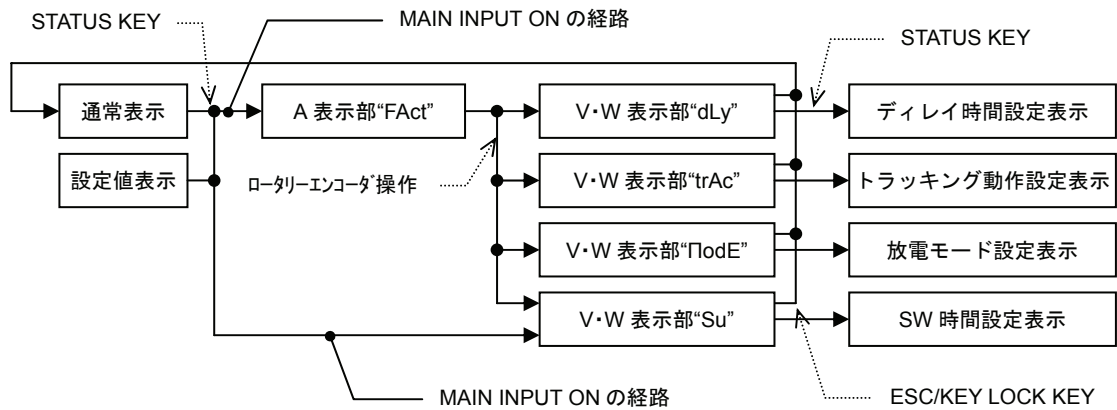 MAIN INPUT ON の経路
STATUS KEY
STATUS KEY
通常表示
A 表示部“FAct”
V・W 表示部“dLy”
ディレイ時間設定表示
設定値表示
ロータリーエンコーダ操作
V・W 表示部“trAc”
トラッキング動作設定表示
V・W 表示部“ΠodE”
放電モード設定表示
V・W 表示部“Su”
SW 時間設定表示
MAIN INPUT ON の経路
ESC/KEY LOCK KEY